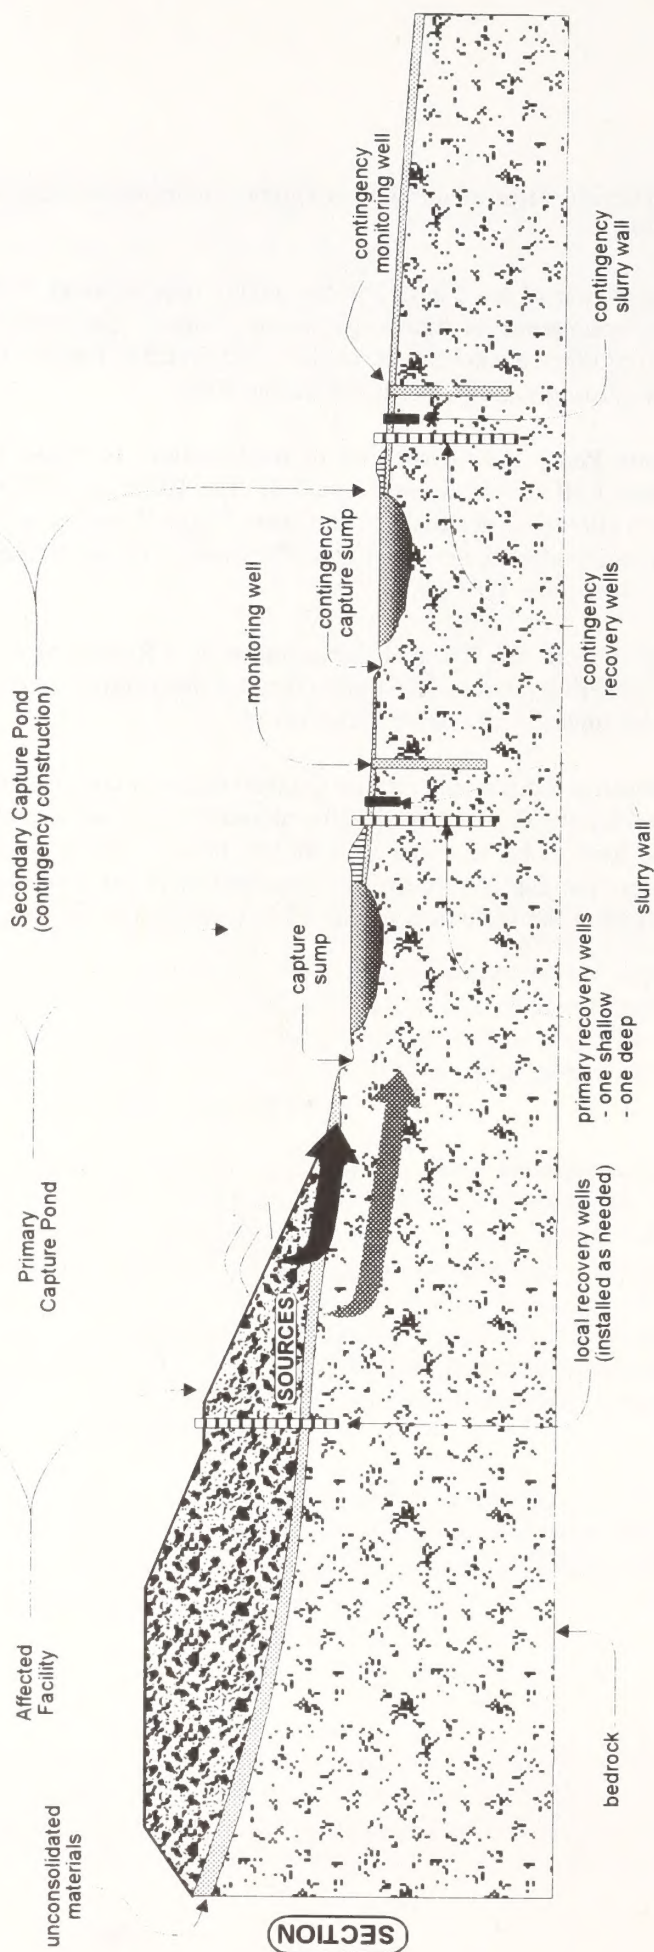 SECTION
unconsolidated
materials
Affected
Facility
Primary
Capture Pond
Secondary Capture Pond
(contingency construction)
SOURCES
capture
sump
monitoring well
contingency
capture sump
contingency
monitoring well
bedrock
local recovery wells
(installed as needed)
primary recovery wells
- one shallow
- one deep
slurry wall
contingency
recovery wells
contingency
slurry wall